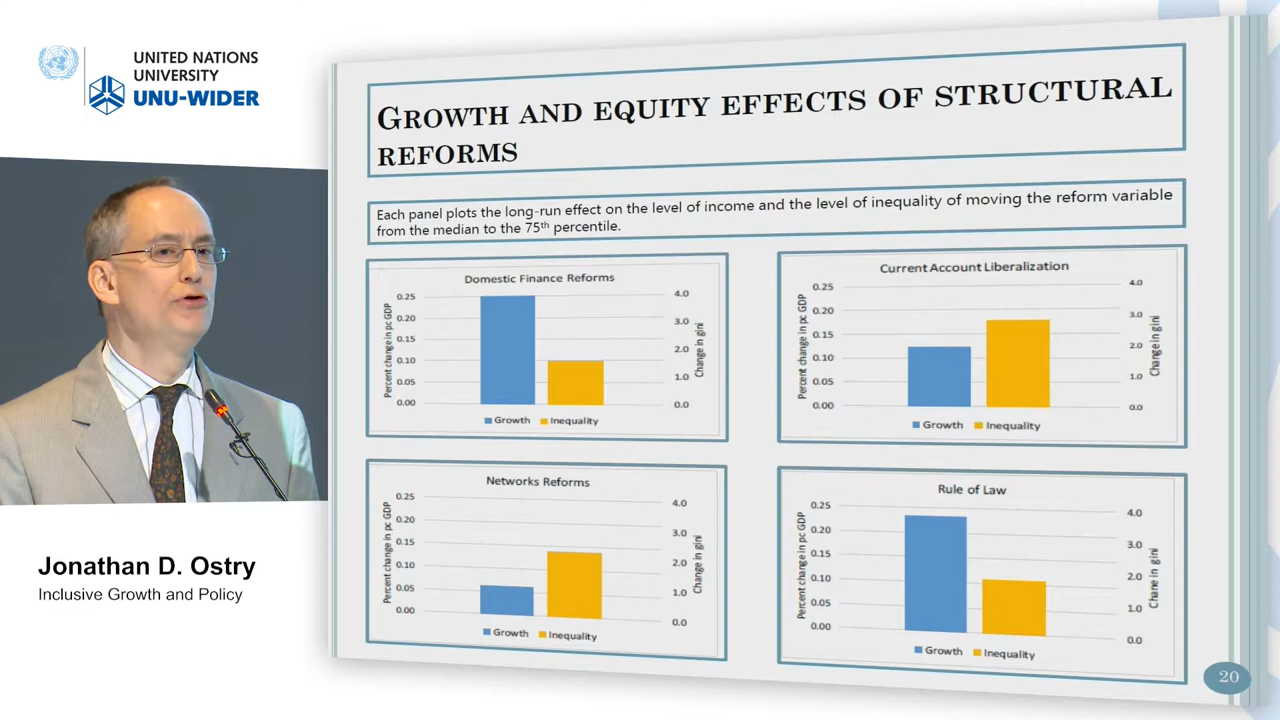 UNITED NATIONS
UNIVERSITY
UNU-WIDER
GROWTH AND EQUITY EFFECTS OF STRUCTURAL
REFORMS
Each panel plots the long-run effect on the level of income and the level of inequality of moving the reform variable
from the median to the 75th percentile.
Domestic Finance Reforms
Percent change in pc GDP
0.25
0.20
0.15
0.10
0.05
0.00
4.0
3.0
2.0
1.0
0.0
Change in gini
Growth Inequality
Current Account Liberalization
Percent change in pc GDP
0.25
0.20
0.15
0.10
0.05
0.00
4.0
3.0
2.0
1.0
0.0
Change in gini
Growth Inequality
Networks Reforms
Percent change in pc GDP
0.25
0.20
0.15
0.10
0.05
0.00
4.0
3.0
2.0
1.0
0.0
Change in gini
Growth Inequality
Rule of Law
Percent change in pc GDP
0.25
0.20
0.15
0.10
0.05
0.00
4.0
3.0
2.0
1.0
0.0
Chane in gini
Growth Inequality
20
Jonathan D. Ostry
Inclusive Growth and Policy